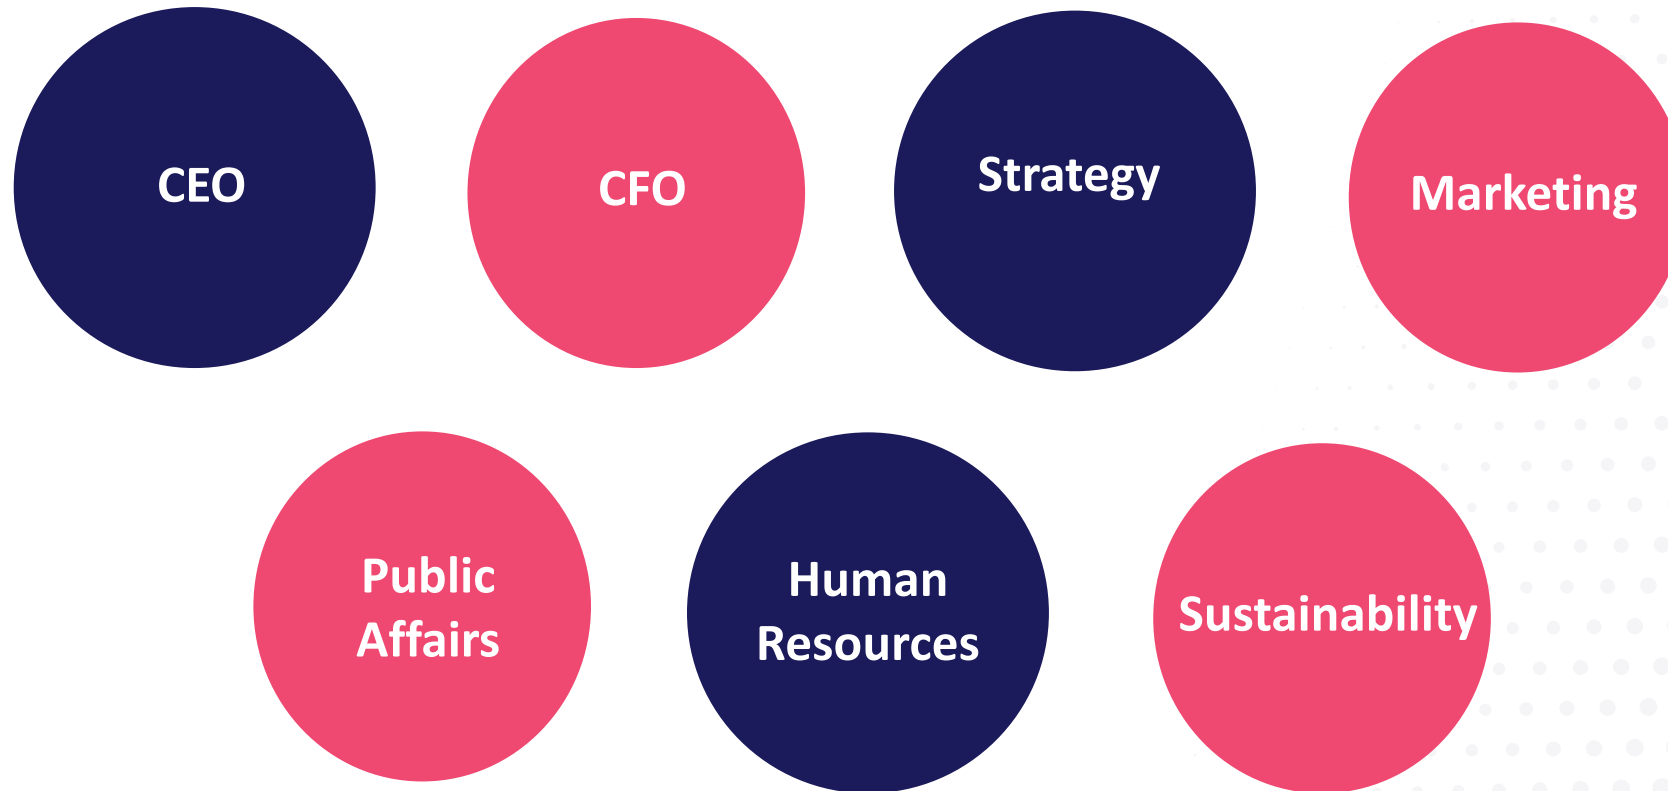 CEO
CFO
Strategy
Marketing
Public
Affairs
Human
Resources
Sustainability